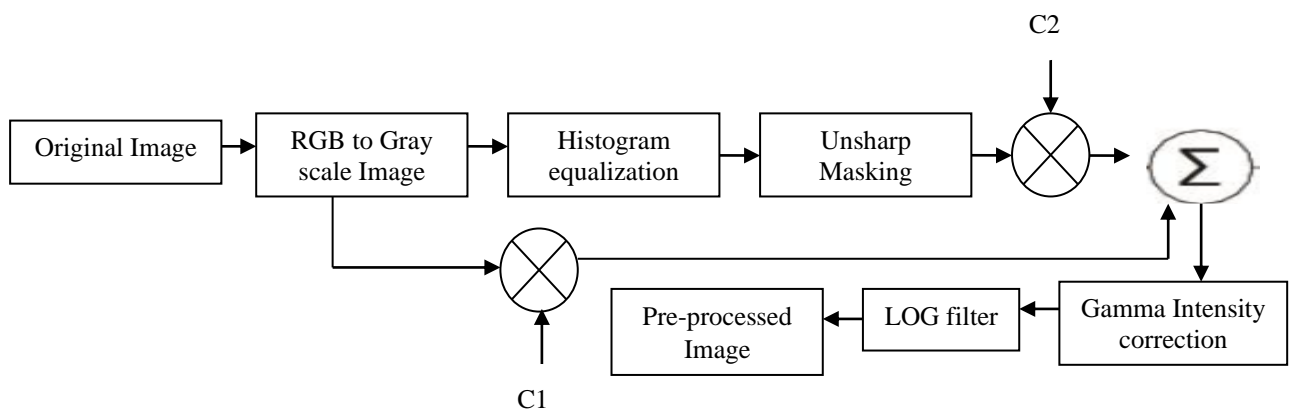 C2
Original Image
RGB to Gray
scale Image
Histogram
equalization
Unsharp
Masking
Σ
Pre-processed
Image
LOG filter
Gamma Intensity
correction
C1